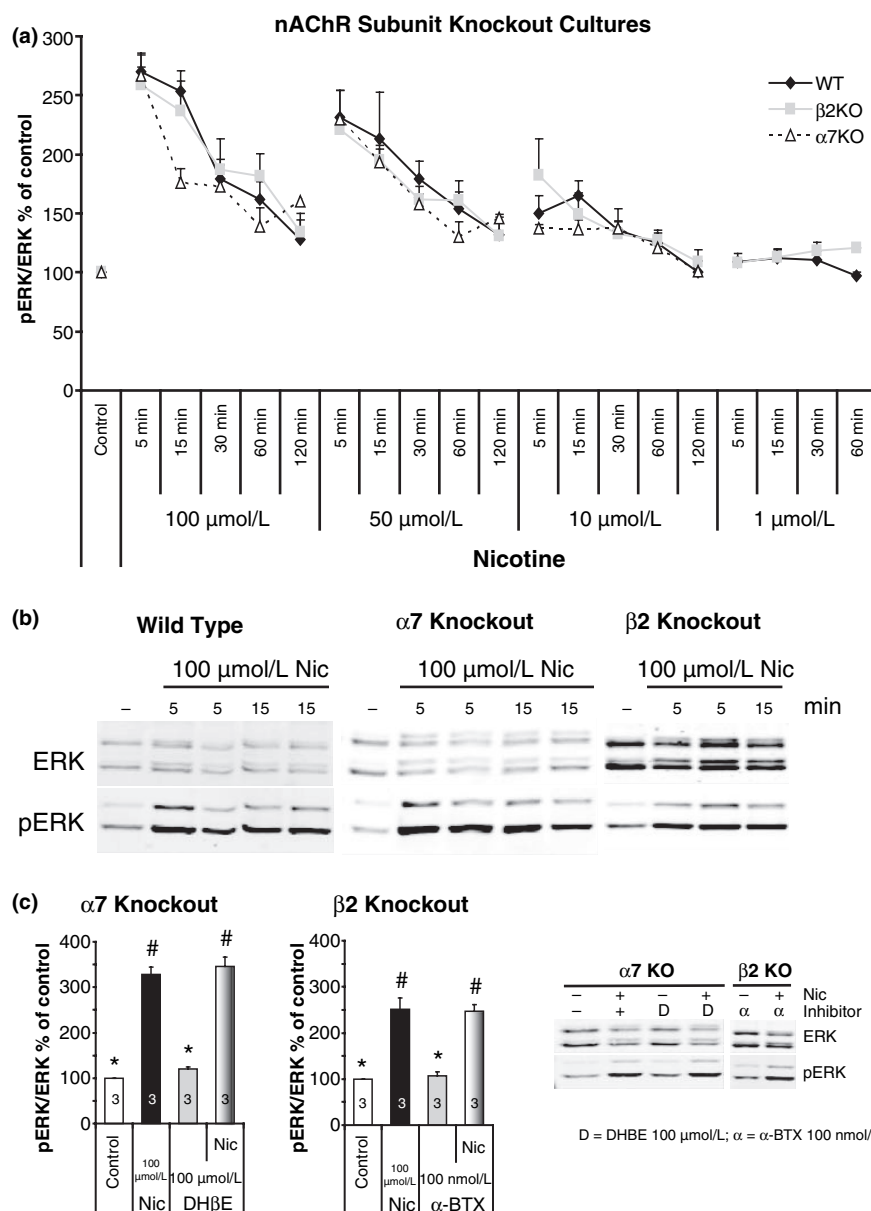 (a)
nAChR Subunit Knockout Cultures
pERK/ERK % of control
300
250
200
150
100
50
0
WT
β2KO
α7KO
Control
5 min
15 min
30 min
60 min
120 min
5 min
15 min
30 min
60 min
120 min
5 min
15 min
30 min
60 min
120 min
5 min
15 min
30 min
60 min
100 μmol/L
50 μmol/L
10 μmol/L
1 μmol/L
Nicotine
(b)
Wild Type
α7 Knockout
β2 Knockout
100 μmol/L Nic
100 μmol/L Nic
100 μmol/L Nic
– 5 5 15 15
– 5 5 15 15
– 5 5 15 min
ERK
pERK
(c)
α7 Knockout
pERK/ERK % of control
400
350
300
250
200
150
100
50
0
* # * #
3 3 3 3
Control
100 μmol/L
Nic
Nic
100 μmol/L
DHβE
β2 Knockout
pERK/ERK % of control
400
350
300
250
200
150
100
50
0
* # * #
3 3 3 3
Control
100 μmol/L
Nic
Nic
100 nmol/L
α-BTX
α7 KO β2 KO
– + – + – + Nic
– + D D α α Inhibitor
ERK
pERK
D = DHBE 100 μmol/L; α = α-BTX 100 nmol/